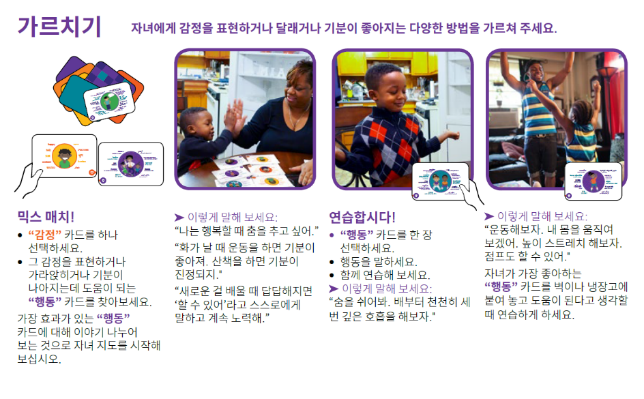 가르치기
자녀에게 감정을 표현하거나 달래거나 기분이 좋아지는 다양한 방법을 가르쳐 주세요.
믹스 매치!
• “감정” 카드를 하나
선택하세요.
• 그 감정을 표현하거나
가라앉히거나 기분이
나아지는데 도움이 되는
“행동” 카드를 찾아보세요.
가장 효과가 있는 “행동”
카드에 대해 이야기 나누어
보는 것으로 자녀 지도를 시작해
보십시오.
➤ 이렇게 말해 보세요:
“나는 행복할 때 춤을 추고 싶어.”
“화가 날 때 운동을 하면 기분이
좋아져. 산책을 하면 기분이
진정되지.”
“새로운 걸 배울 때 답답해지면
‘할 수 있어’라고 스스로에게
말하고 계속 노력해.”
연습합시다!
• “행동” 카드를 한 장
선택하세요.
• 행동을 말하세요.
• 함께 연습해 보세요.
➤ 이렇게 말해 보세요:
“숨을 쉬어봐. 배부터 천천히 세
번 깊은 호흡을 해보자.”
➤ 이렇게 말해 보세요:
“운동해보자. 내 몸을 움직여
보겠어. 높이 스트레치 해보자.
점프도 할 수 있어.”
자녀가 가장 좋아하는
“행동” 카드를 벽이나 냉장고에
붙여 놓고 도움이 된다고 생각할
때 연습하게 하세요.